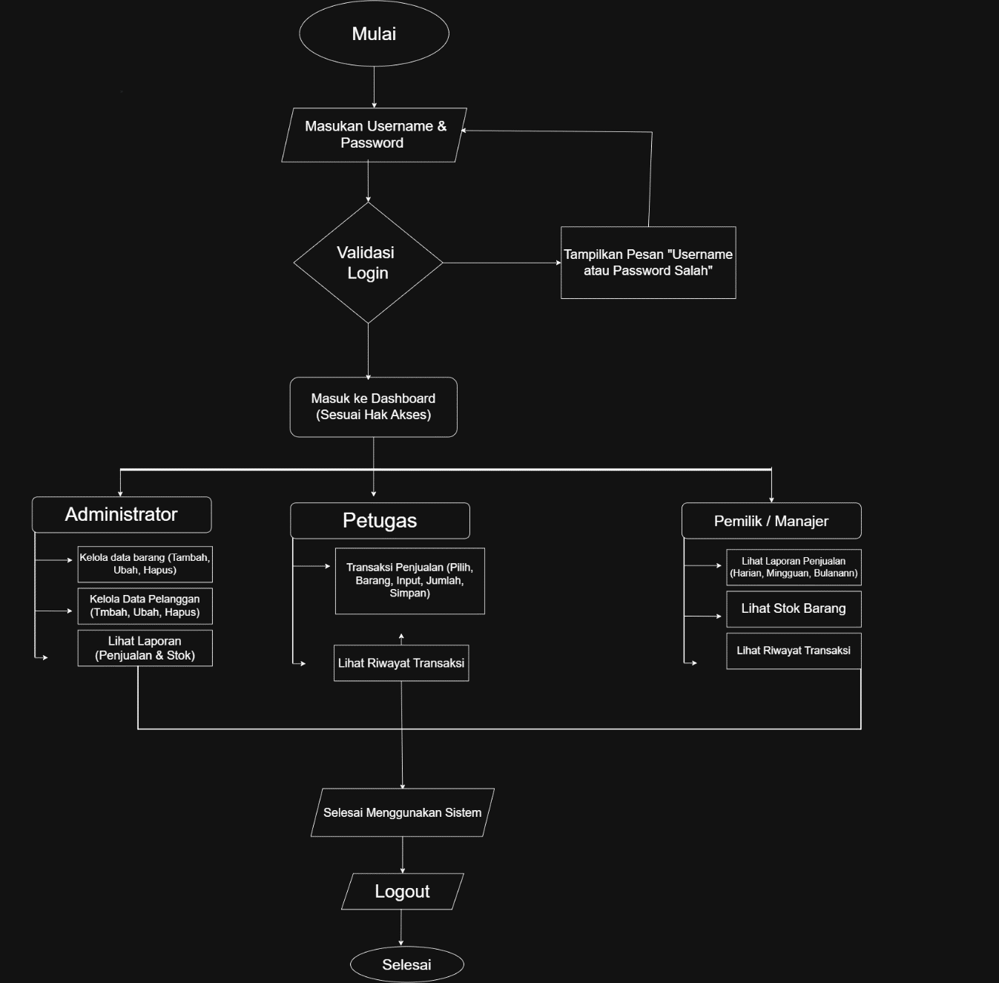 Mulai
Masukan Username &
Password
Validasi
Login
Tampilkan Pesan "Username
atau Password Salah"
Masuk ke Dashboard
(Sesuai Hak Akses)
Administrator
Kelola data barang (Tambah,
Ubah, Hapus)
Kelola Data Pelanggan
(Tmbah, Ubah, Hapus)
Lihat Laporan
(Penjualan & Stok)
Petugas
Transaksi Penjualan (Pilih,
Barang, Input, Jumlah,
Simpan)
Lihat Riwayat Transaksi
Pemilik / Manajer
Lihat Laporan Penjualan
(Harian, Mingguan, Bulanann)
Lihat Stok Barang
Lihat Riwayat Transaksi
Selesai Menggunakan Sistem
Logout
Selesai